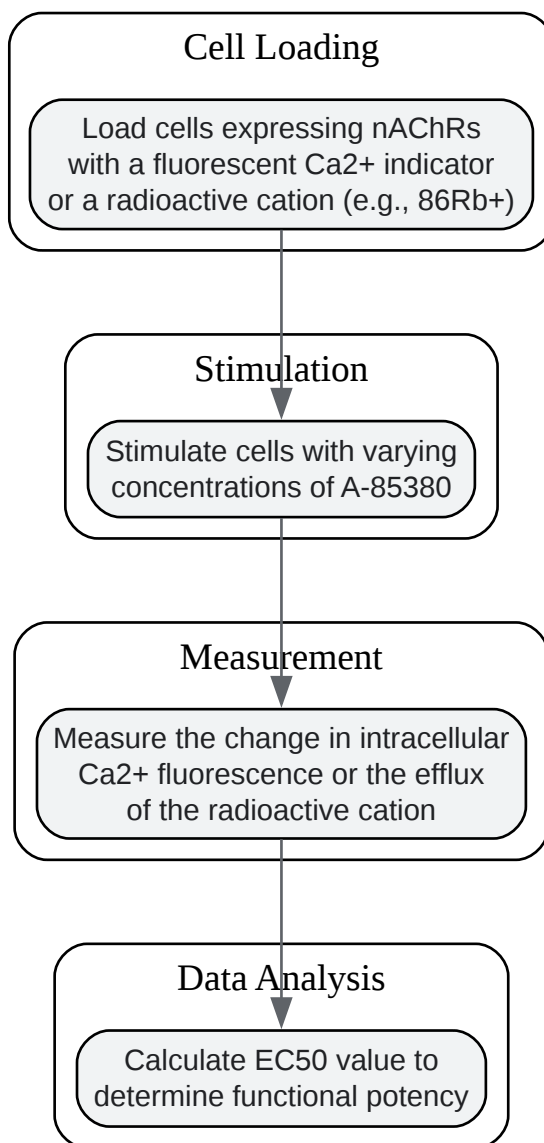 Cell Loading
Load cells expressing nAChRs
with a fluorescent Ca2+ indicator
or a radioactive cation (e.g., 86Rb+)
Stimulation
Stimulate cells with varying
concentrations of A-85380
Measurement
Measure the change in intracellular
Ca2+ fluorescence or the efflux
of the radioactive cation
Data Analysis
Calculate EC50 value to
determine functional potency